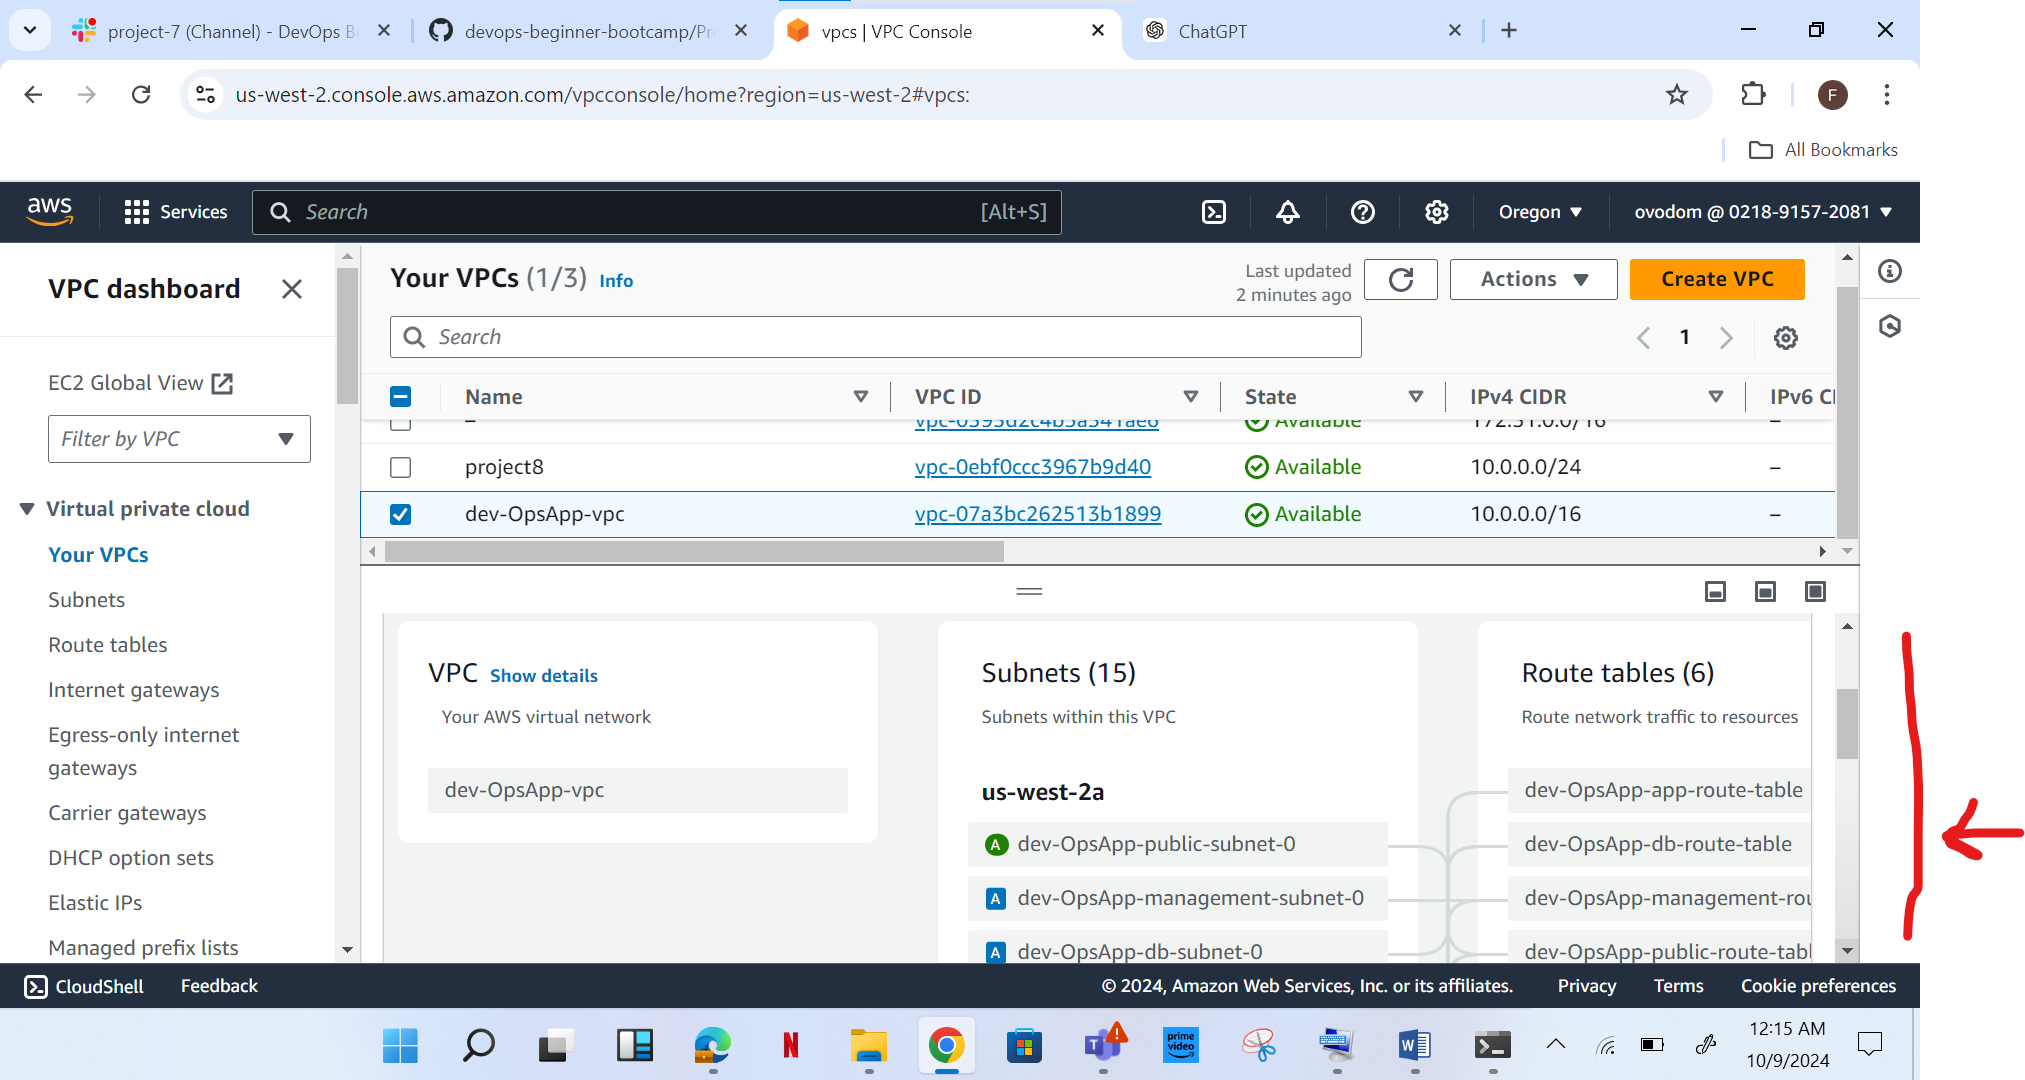 project-7 (Channel) - DevOps B
devops-beginner-bootcamp/Pr
vpcs | VPC Console
ChatGPT
us-west-2.console.aws.amazon.com/vpcconsole/home?region=us-west-2#vpcs:
F
All Bookmarks
aws
Services
Search
[Alt+S]
Oregon
ovodom @ 0218-9157-2081
VPC dashboard
EC2 Global View
Filter by VPC
Virtual private cloud
Your VPCs
Subnets
Route tables
Internet gateways
Egress-only internet
gateways
Carrier gateways
DHCP option sets
Elastic IPs
Managed prefix lists
Your VPCs (1/3) Info
Last updated
2 minutes ago
Actions
Create VPC
Search
1
Name VPC ID State IPv4 CIDR IPv6 CI
– Available 172.31.0.0/16 –
project8 vpc-0ebf0ccc3967b9d40 Available 10.0.0.0/24 –
dev-OpsApp-vpc vpc-07a3bc262513b1899 Available 10.0.0.0/16 –
VPC Show details
Your AWS virtual network
dev-OpsApp-vpc
Subnets (15)
Subnets within this VPC
us-west-2a
A dev-OpsApp-public-subnet-0
A dev-OpsApp-management-subnet-0
A dev-OpsApp-db-subnet-0
Route tables (6)
Route network traffic to resources
dev-OpsApp-app-route-table
dev-OpsApp-db-route-table
dev-OpsApp-management-rou
dev-OpsApp-public-route-tabl
CloudShell
Feedback
© 2024, Amazon Web Services, Inc. or its affiliates.
Privacy
Terms
Cookie preferences
N
T
prime
video
W
12:15 AM
10/9/2024